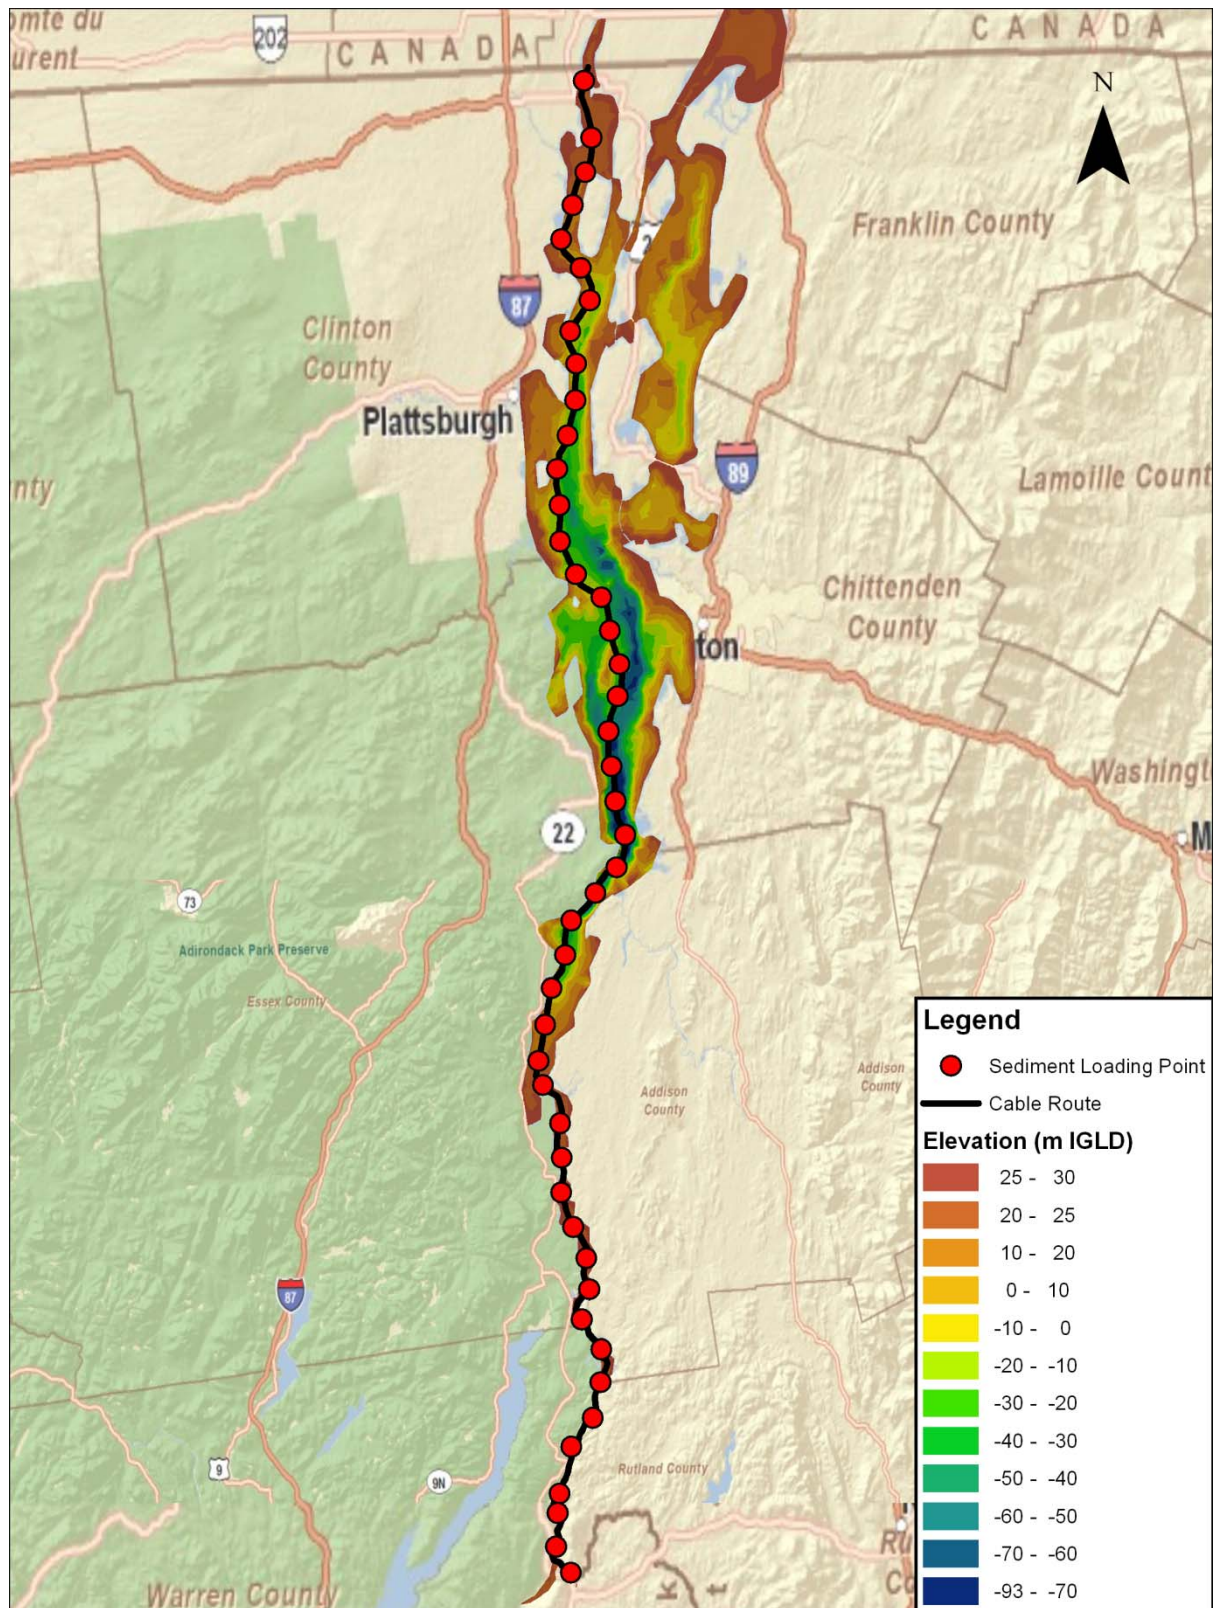 omte du
urent
202
CANADA
CANADA
N
2
Franklin County
87
Clinton
County
Plattsburgh
89
nty
Lamoille Count
Chittenden
County
ton
Washingt
22
M
73
Adirondack Park Preserve
Essex County
Addison
County
Addison
County
87
9
9N
Rutland County
Ru
Co
Warren County
k
t
Legend
Sediment Loading Point
Cable Route
Elevation (m IGLD)
25 - 30
20 - 25
10 - 20
0 - 10
-10 - 0
-20 - -10
-30 - -20
-40 - -30
-50 - -40
-60 - -50
-70 - -60
-93 - -70